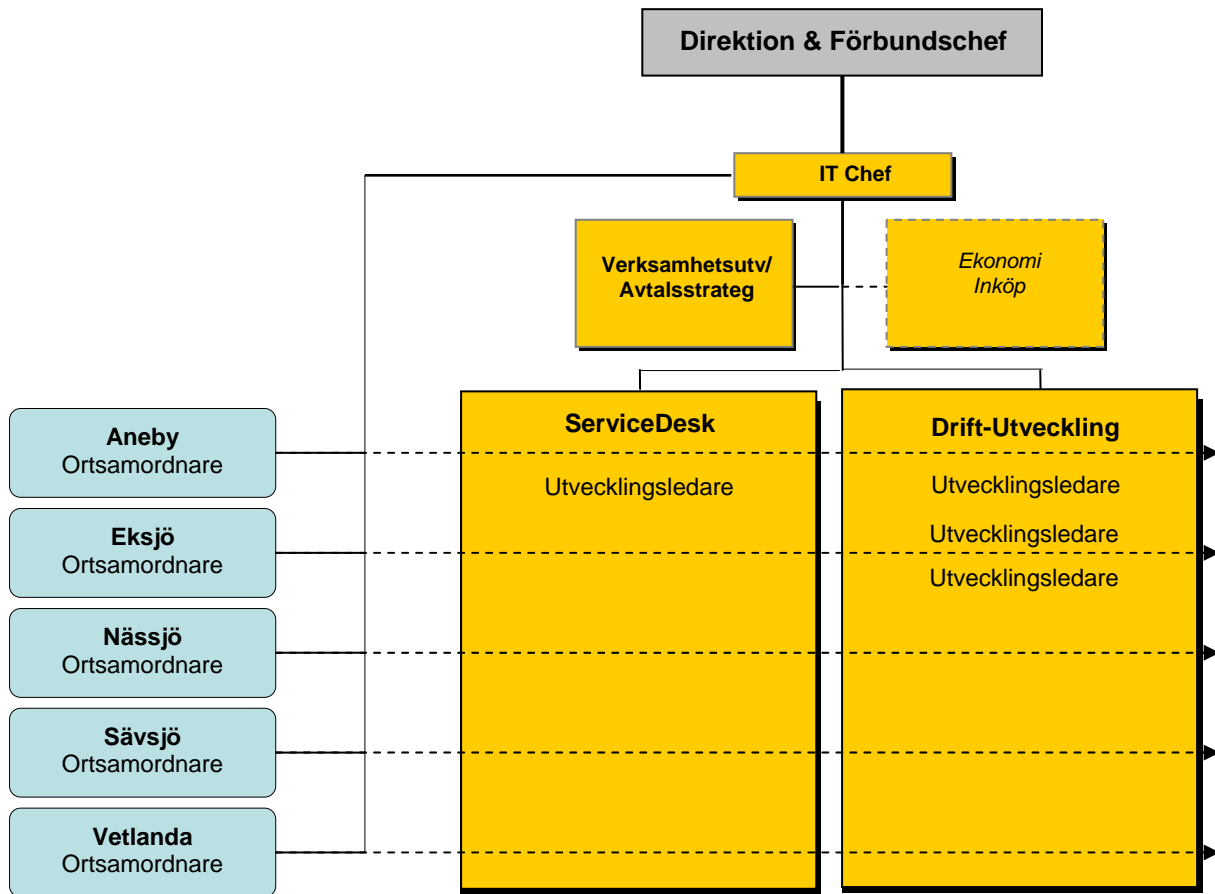 Direktion & Förbundschef
IT Chef
Verksamhetsutv/
Avtalsstrateg
Ekonomi
Inköp
ServiceDesk
Utvecklingsledare
Drift-Utveckling
Utvecklingsledare
Utvecklingsledare
Utvecklingsledare
Aneby
Ortsamordnare
Eksjö
Ortsamordnare
Nässjö
Ortsamordnare
Sävsjö
Ortsamordnare
Vetlanda
Ortsamordnare